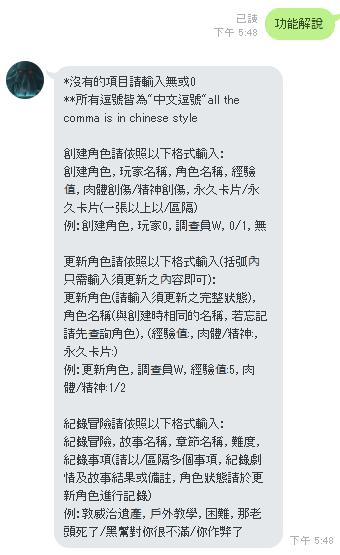 已讀
下午 5:48
功能解說
*沒有的項目請輸入無或0
**所有逗號皆為"中文逗號"all the
comma is in chinese style
創建角色請依照以下格式輸入:
創建角色, 玩家名稱, 角色名稱, 經驗
值, 肉體創傷/精神創傷, 永久卡片/永
久卡片(一張以上以/區隔)
例: 創建角色, 玩家0, 調查員W, 0/1, 無
更新角色請依照以下格式輸入(括弧內
只需輸入須更新之內容即可):
更新角色(請輸入須更新之完整狀態),
角色名稱(與創建時相同的名稱, 若忘記
請先查詢角色), (經驗值:, 肉體/精神:,
永久卡片:)
例: 更新角色, 調查員W, 經驗值:5, 肉
體/精神:1/2
紀錄冒險請依照以下格式輸入:
紀錄冒險, 故事名稱, 章節名稱, 難度,
紀錄事項(請以/區隔多個事項, 紀錄劇
情及故事結果或備註, 角色狀態請於更
新角色進行記錄)
例: 敦威治遺產, 戶外教學, 困難, 那老
頭死了/黑幫對你很不滿/你作弊了
下午 5:48